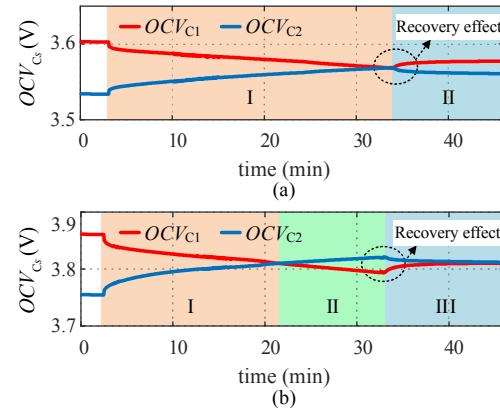 OCV_Cs (V)
3.6
3.5
OCV_C1
OCV_C2
Recovery effect
I
II
0
10
20
30
40
time (min)
(a)
OCV_Cs (V)
3.9
3.8
3.7
OCV_C1
OCV_C2
Recovery effect
I
II
III
0
10
20
30
40
time (min)
(b)